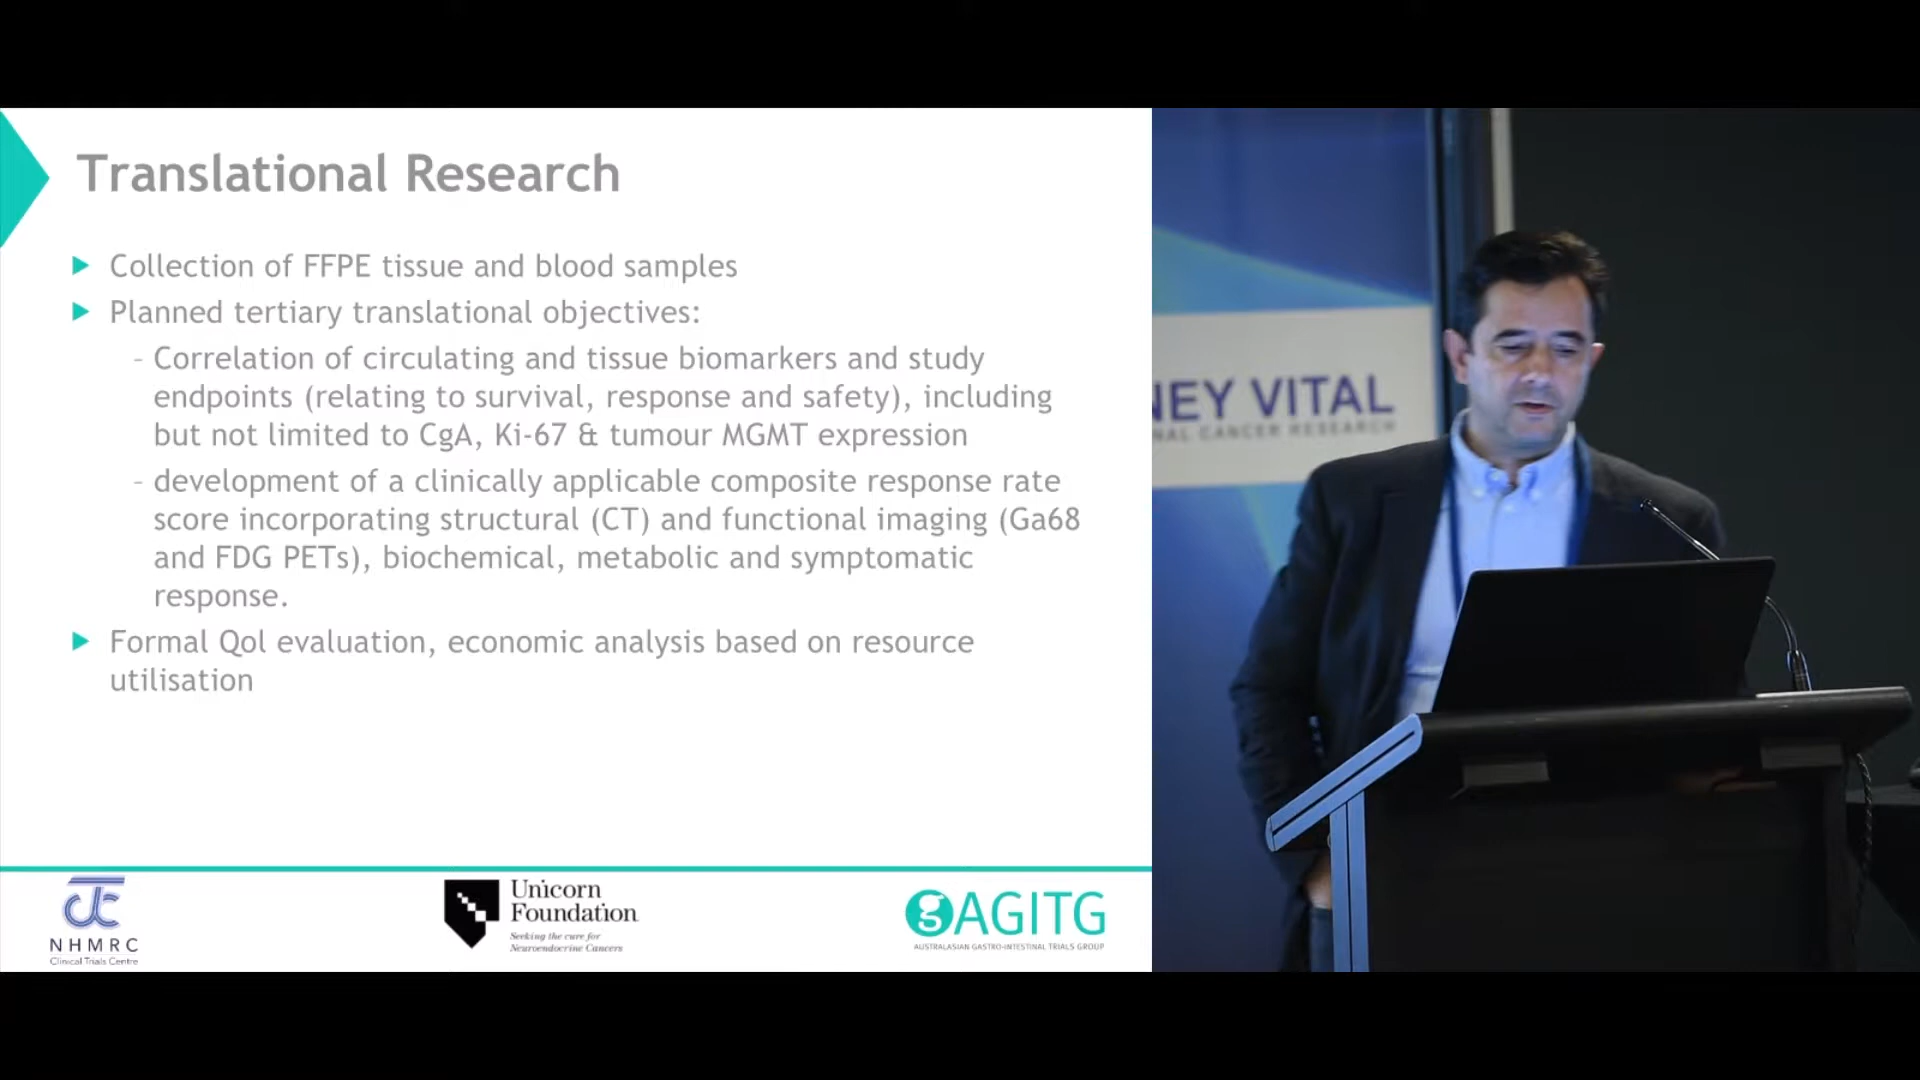 Translational Research
Collection of FFPE tissue and blood samples
Planned tertiary translational objectives:
- Correlation of circulating and tissue biomarkers and study
endpoints (relating to survival, response and safety), including
but not limited to CgA, Ki-67 & tumour MGMT expression
- development of a clinically applicable composite response rate
score incorporating structural (CT) and functional imaging (Ga68
and FDG PETs), biochemical, metabolic and symptomatic
response.
Formal Qol evaluation, economic analysis based on resource
utilisation
NHMRC
Clinical Trials Centre
Unicorn
Foundation
Seeking the cure for
Neuroendocrine Cancers
AGITG
AUSTRALASIAN GASTRO-INTESTINAL TRIALS GROUP
NEY VITAL
NAL CANCER RESEARCH